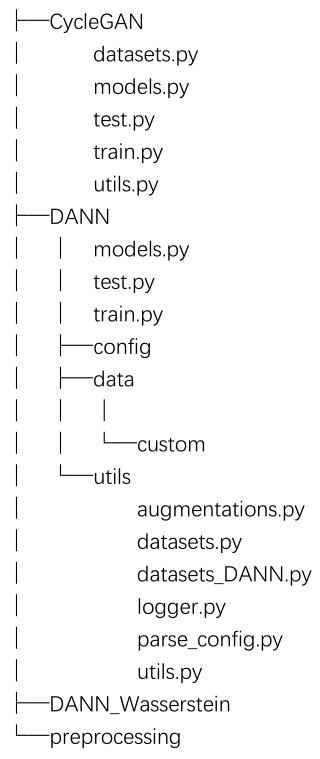 ├──CycleGAN
│       datasets.py
│       models.py
│       test.py
│       train.py
│       utils.py
├──DANN
│   │   models.py
│   │   test.py
│   │   train.py
│   ├──config
│   ├──data
│   │   │
│   │   └──custom
│   └──utils
│           augmentations.py
│           datasets.py
│           datasets_DANN.py
│           logger.py
│           parse_config.py
│           utils.py
├──DANN_Wasserstein
└──preprocessing